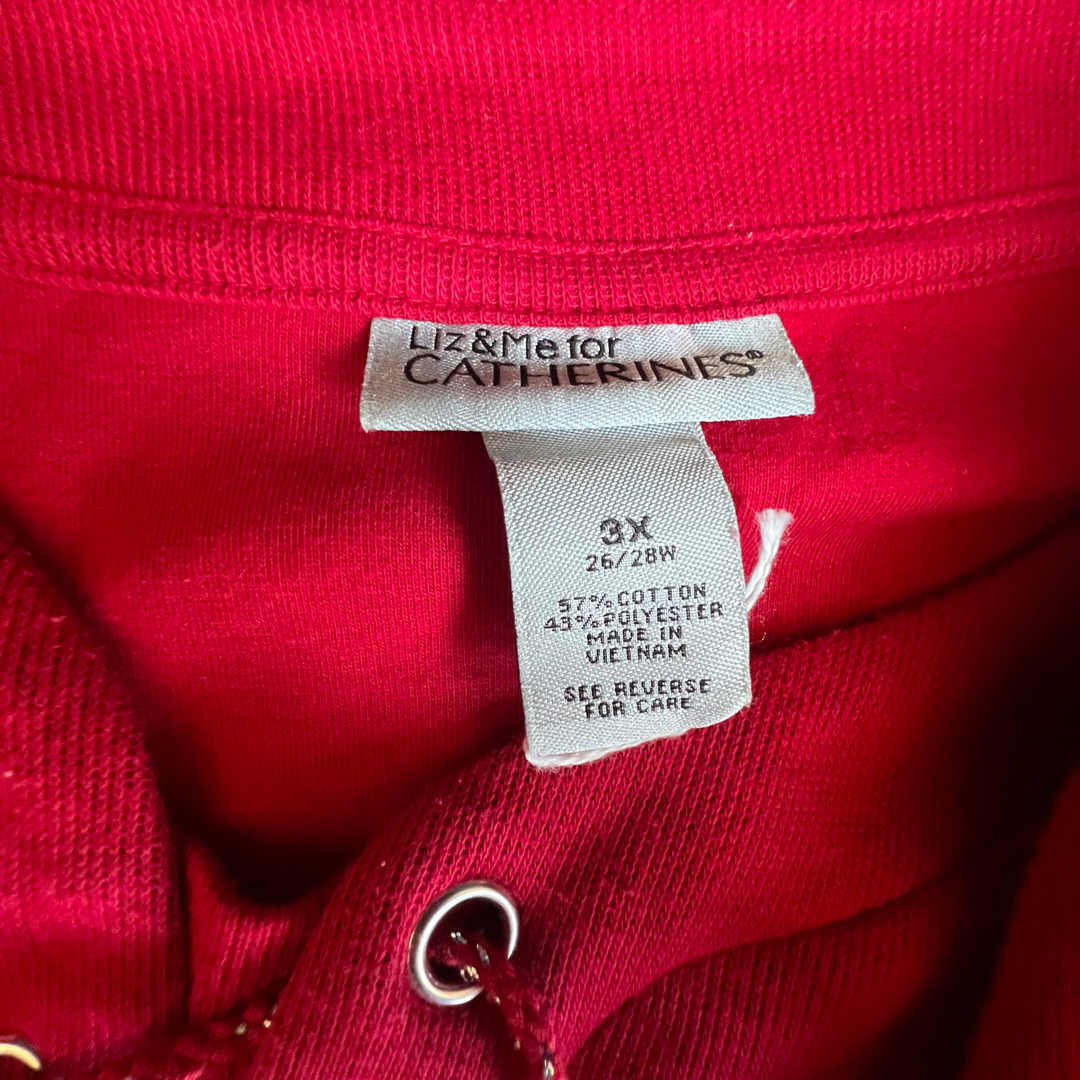 Liz&Me for
CATHERINES®
3X
26/28W
57% COTTON
43% POLYESTER
MADE IN
VIETNAM
SEE REVERSE
FOR CARE